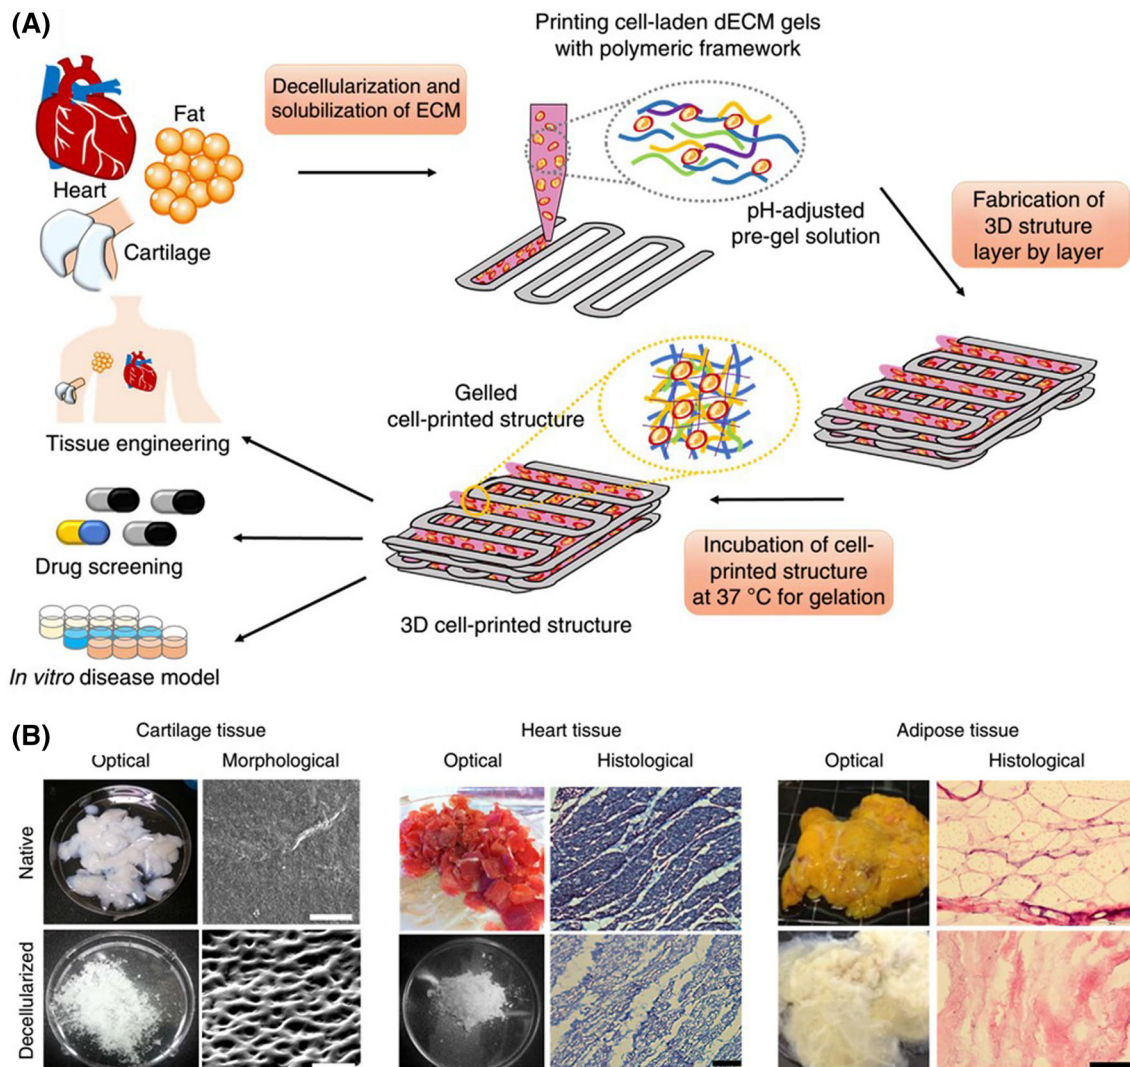 (A)
Printing cell-laden dECM gels
with polymeric framework
Decellularization and
solubilization of ECM
Fat
Heart
Cartilage
pH-adjusted
pre-gel solution
Fabrication of
3D struture
layer by layer
Gelled
cell-printed structure
Tissue engineering
Drug screening
In vitro disease model
3D cell-printed structure
Incubation of cell-
printed structure
at 37 °C for gelation
(B)
Cartilage tissue
Heart tissue
Adipose tissue
Optical
Morphological
Optical
Histological
Optical
Histological
Native
Decellularized